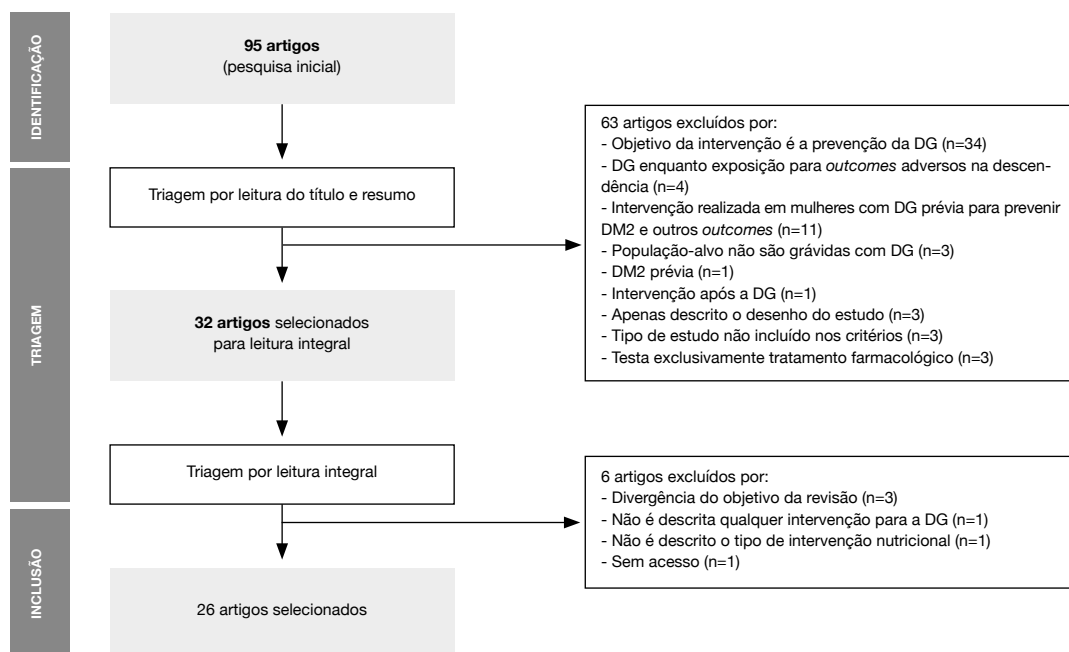 IDENTIFICAÇÃO
95 artigos
(pesquisa inicial)
63 artigos excluídos por:
- Objetivo da intervenção é a prevenção da DG (n=34)
- DG enquanto exposição para outcomes adversos na descen-
dência (n=4)
- Intervenção realizada em mulheres com DG prévia para prevenir
DM2 e outros outcomes (n=11)
- População-alvo não são grávidas com DG (n=3)
- DM2 prévia (n=1)
- Intervenção após a DG (n=1)
- Apenas descrito o desenho do estudo (n=3)
- Tipo de estudo não incluído nos critérios (n=3)
- Testa exclusivamente tratamento farmacológico (n=3)
TRIAGEM
Triagem por leitura do título e resumo
32 artigos selecionados
para leitura integral
Triagem por leitura integral
6 artigos excluídos por:
- Divergência do objetivo da revisão (n=3)
- Não é descrita qualquer intervenção para a DG (n=1)
- Não é descrito o tipo de intervenção nutricional (n=1)
- Sem acesso (n=1)
INCLUSÃO
26 artigos selecionados